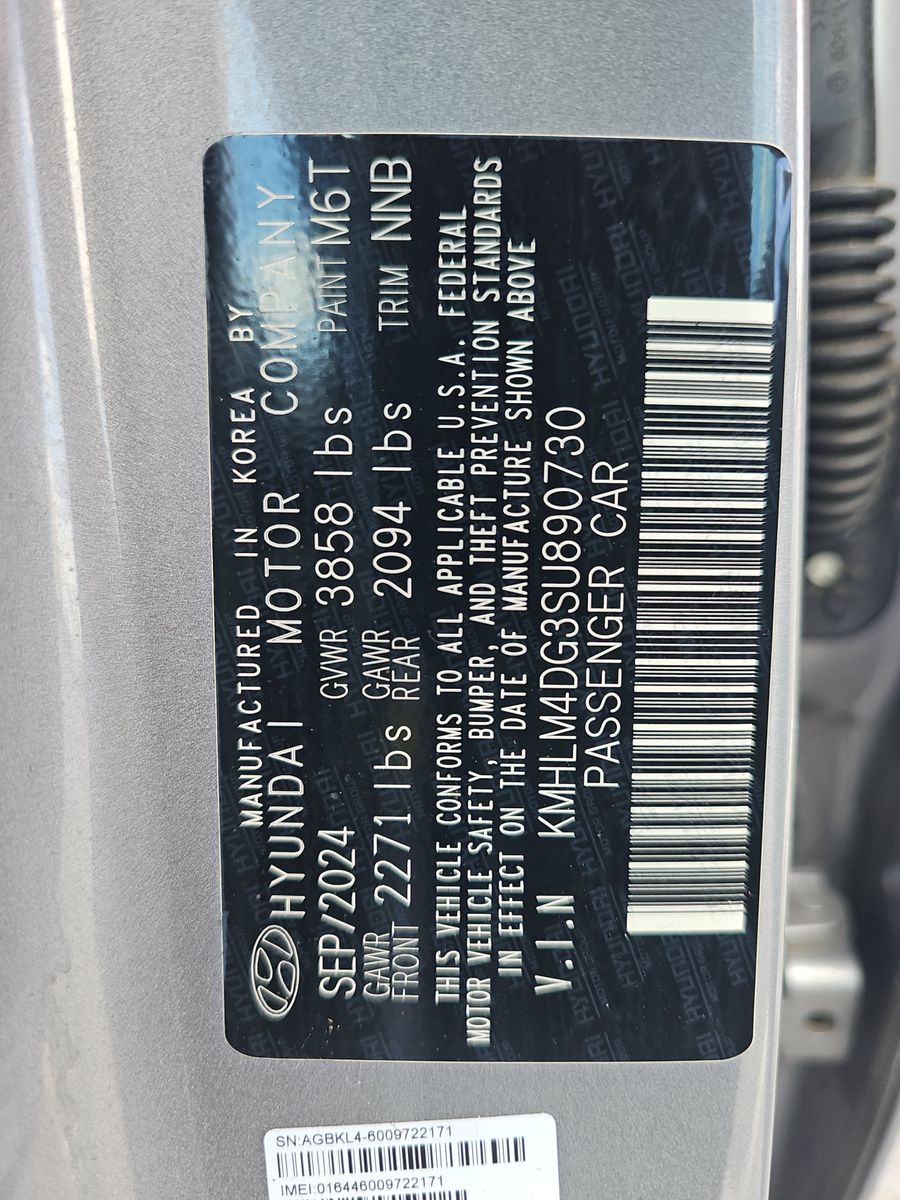 MANUFACTURED IN KOREA BY
HYUNDAI MOTOR COMPANY
SEP/2024 GVWR 3858 lbs PAINT M6T
GAWR FRONT 2271 lbs GAWR REAR 2094 lbs TRIM NNB
THIS VEHICLE CONFORMS TO ALL APPLICABLE U.S.A. FEDERAL
MOTOR VEHICLE SAFETY, BUMPER, AND THEFT PREVENTION STANDARDS
IN EFFECT ON THE DATE OF MANUFACTURE SHOWN ABOVE
V.I.N KMHLM4DG3SU890730
PASSENGER CAR
SN:AGBKL4-6009722171
IMEI:016446009722171